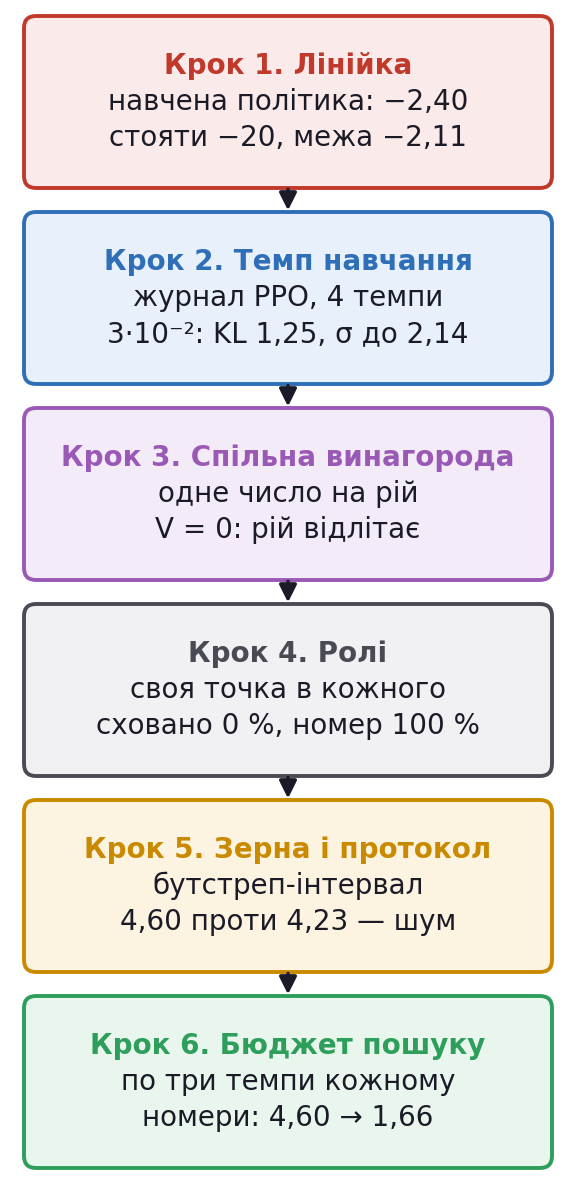 Крок 1. Лінійка
навчена політика: −2,40
стояти −20, межа −2,11
Крок 2. Темп навчання
журнал PPO, 4 темпи
3·10⁻²: KL 1,25, σ до 2,14
Крок 3. Спільна винагорода
одне число на рій
V = 0: рій відлітає
Крок 4. Ролі
своя точка в кожного
сховано 0 %, номер 100 %
Крок 5. Зерна і протокол
бутстреп-інтервал
4,60 проти 4,23 — шум
Крок 6. Бюджет пошуку
по три темпи кожному
номери: 4,60 → 1,66